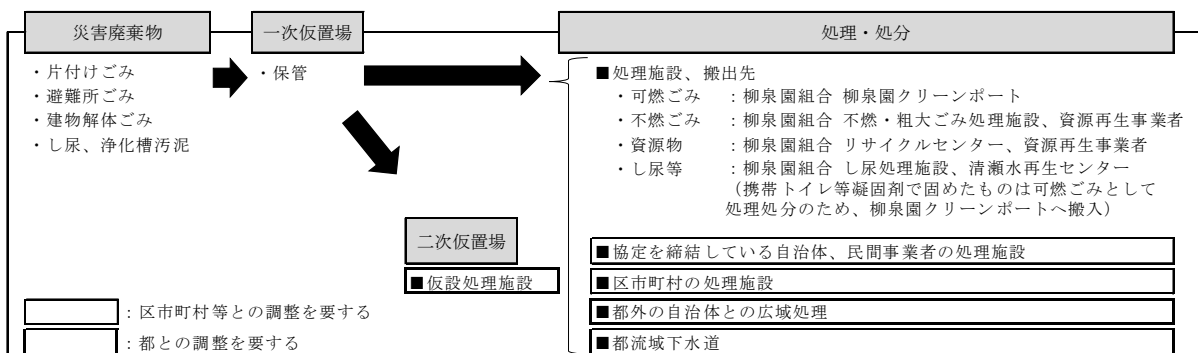 災害廃棄物
一次仮置場
処理・処分
・片付けごみ
・避難所ごみ
・建物解体ごみ
・し尿、浄化槽汚泥
・保管
■処理施設、搬出先
・可燃ごみ ：柳泉園組合 柳泉園クリーンポート
・不燃ごみ ：柳泉園組合 不燃・粗大ごみ処理施設、資源再生事業者
・資源物 ：柳泉園組合 リサイクルセンター、資源再生事業者
・し尿等 ：柳泉園組合 し尿処理施設、清瀬水再生センター
（携帯トイレ等凝固剤で固めたものは可燃ごみとして
処理処分のため、柳泉園クリーンポートへ搬入）
二次仮置場
■仮設処理施設
■協定を締結している自治体、民間事業者の処理施設
■区市町村の処理施設
■都外の自治体との広域処理
■都流域下水道
：区市町村等との調整を要する
：都との調整を要する